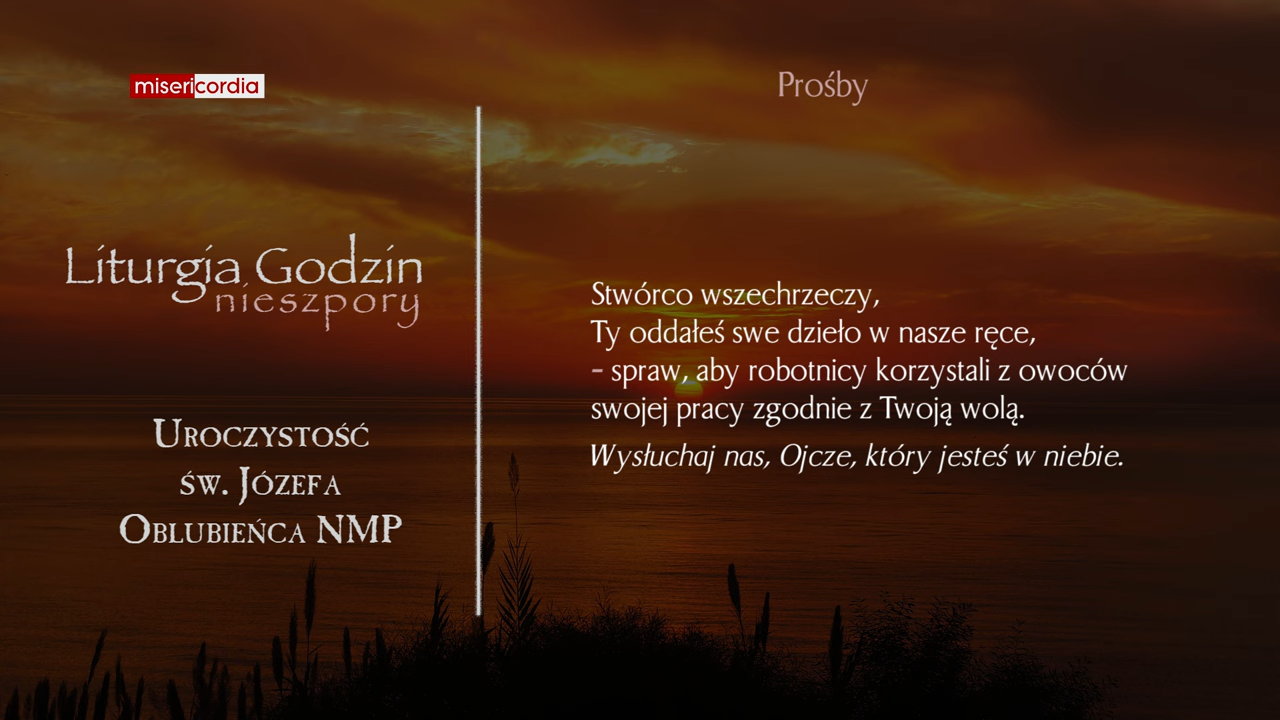 misericordia
Prośby
Liturgia Godzin
nieszpory
Uroczystość
św. Józefa
Oblubieńca NMP
Stwórco wszechrzeczy,
Ty oddałeś swe dzieło w nasze ręce,
- spraw, aby robotnicy korzystali z owoców
swojej pracy zgodnie z Twoją wolą.
Wysłuchaj nas, Ojcze, który jesteś w niebie.